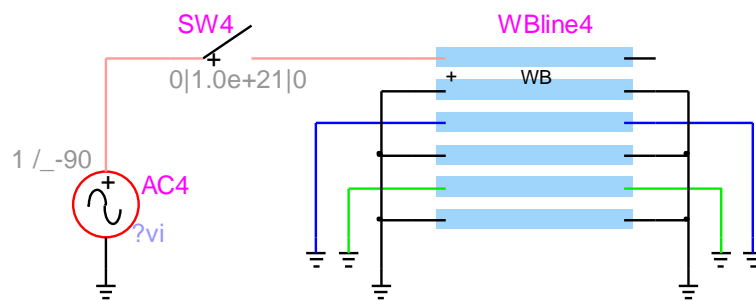 SW4
WBline4
+
0|1.0e+21|0
+
WB
1 /_-90
+
AC4
?vi